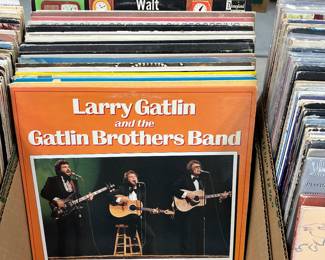 Walt
Larry Gatlin
and the
Gatlin Brothers Band